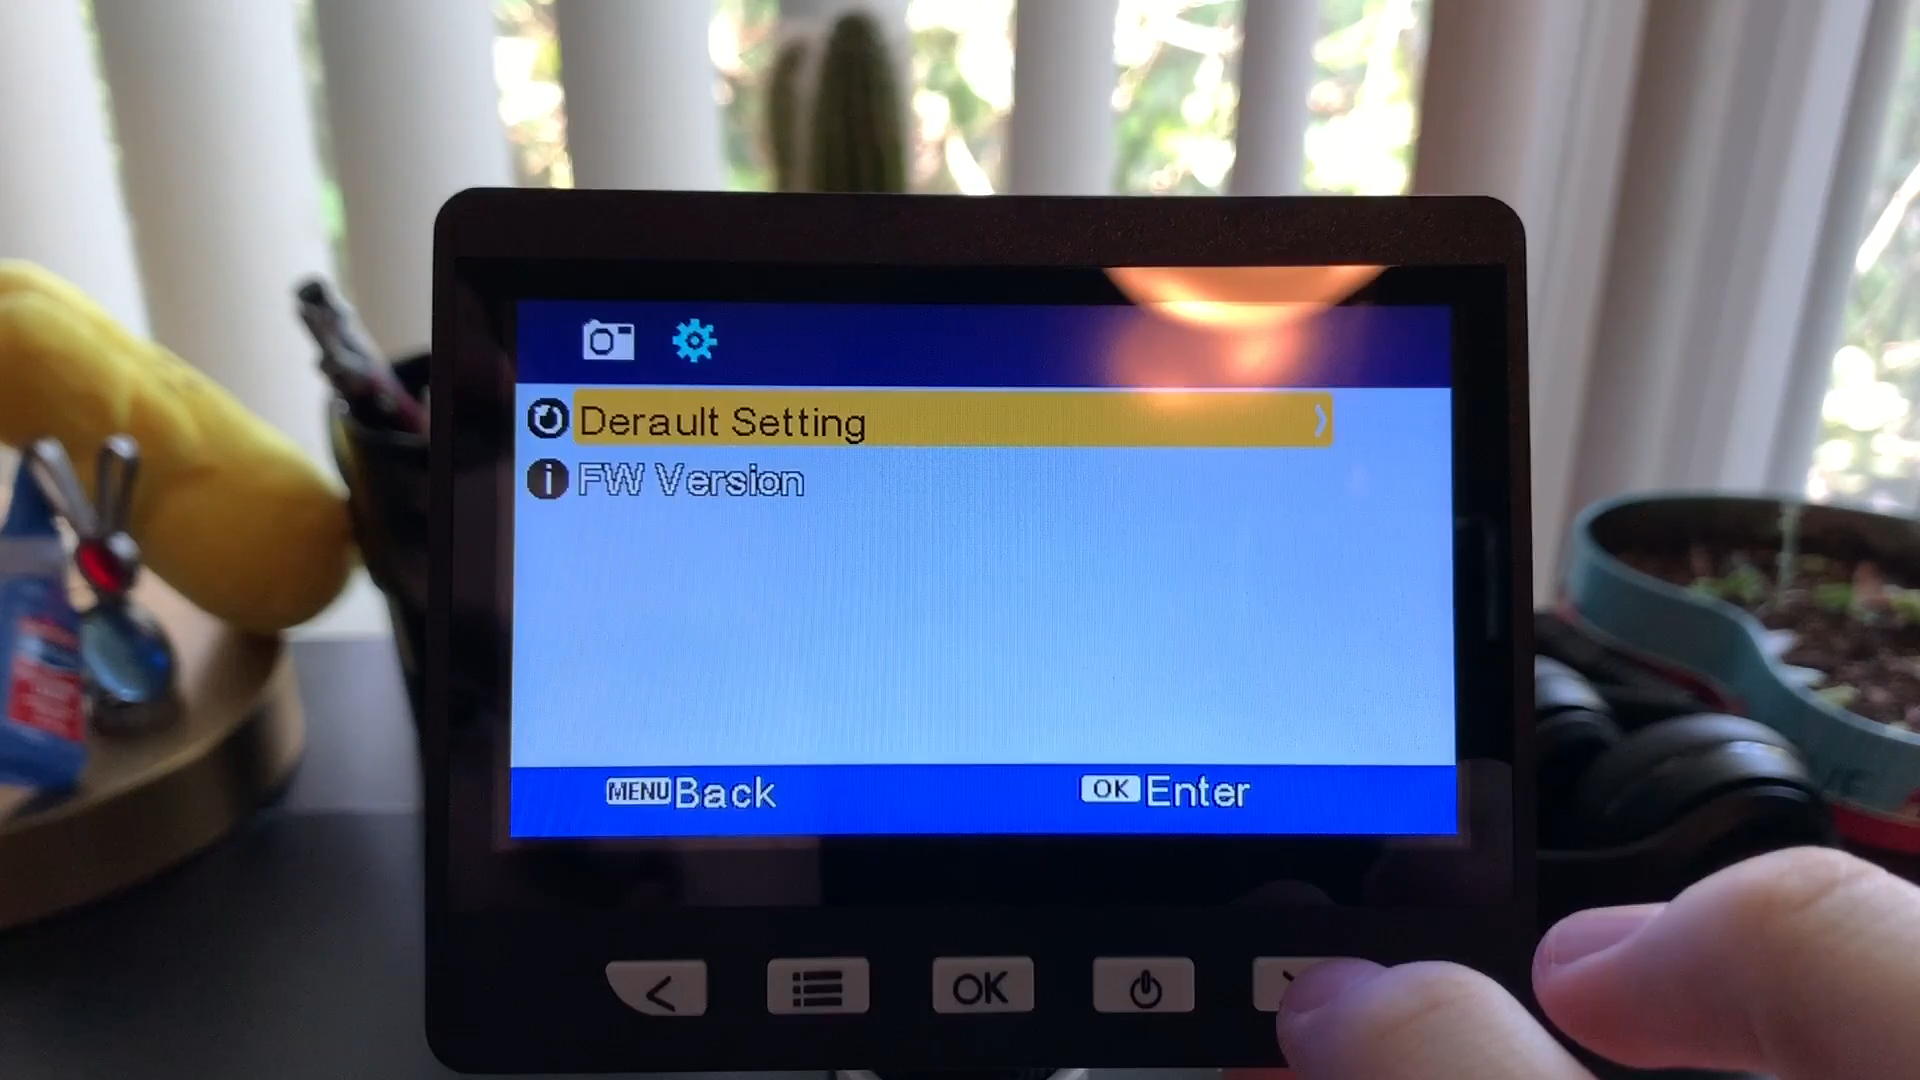 Derault Setting
FW Version
MENU Back
OK Enter
OK